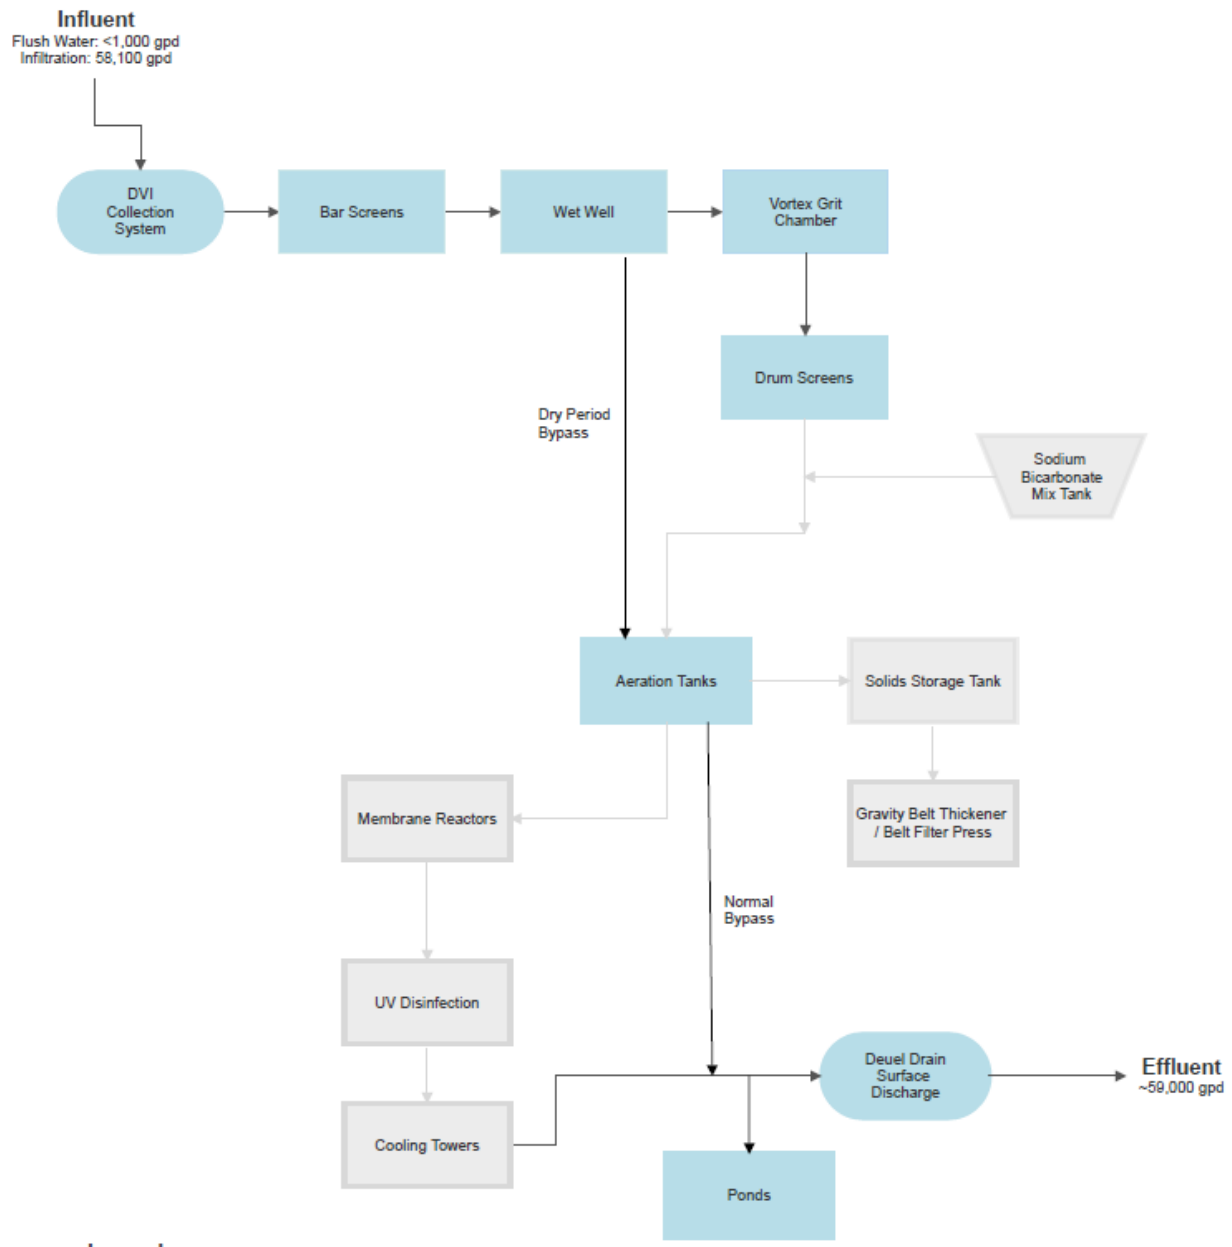 Influent
Flush Water: <1,000 gpd
Infiltration: 58,100 gpd
DVI
Collection
System
Bar Screens
Wet Well
Vortex Grit
Chamber
Drum Screens
Dry Period
Bypass
Sodium
Bicarbonate
Mix Tank
Aeration Tanks
Solids Storage Tank
Membrane Reactors
Gravity Belt Thickener
/ Belt Filter Press
Normal
Bypass
UV Disinfection
Deuel Drain
Surface
Discharge
Effluent
~59,000 gpd
Cooling Towers
Ponds